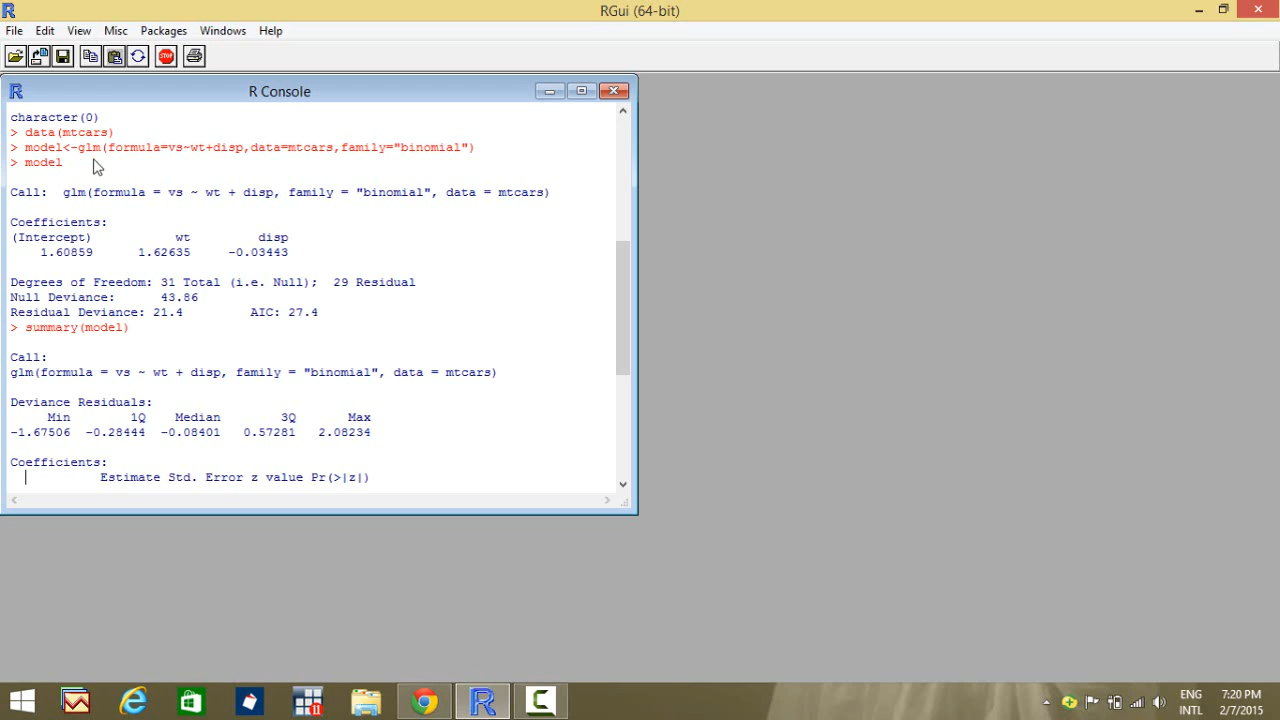 RGui (64-bit)
File Edit View Misc Packages Windows Help
STOP
R Console
character(0)
> data(mtcars)
> model<-glm(formula=vs~wt+disp,data=mtcars,family="binomial")
> model
Call:  glm(formula = vs ~ wt + disp, family = "binomial", data = mtcars)
Coefficients:
(Intercept)           wt         disp
    1.60859      1.62635     -0.03443
Degrees of Freedom: 31 Total (i.e. Null);  29 Residual
Null Deviance:      43.86
Residual Deviance: 21.4         AIC: 27.4
> summary(model)
Call:
glm(formula = vs ~ wt + disp, family = "binomial", data = mtcars)
Deviance Residuals:
     Min        1Q    Median        3Q       Max
-1.67506  -0.28444  -0.08401   0.57281   2.08234
Coefficients:
            Estimate Std. Error z value Pr(>|z|)
11
ENG 7:20 PM
INTL 2/7/2015